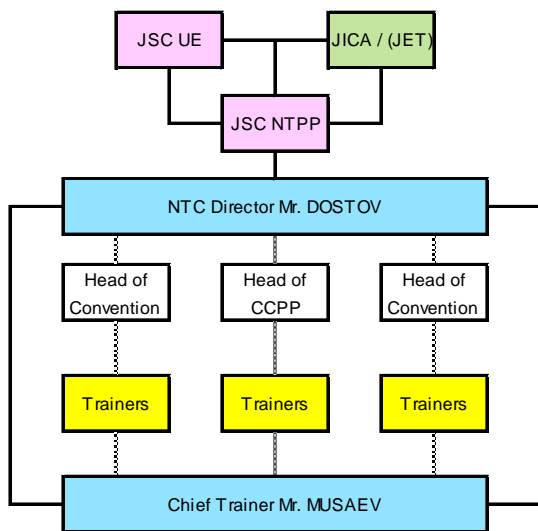 JSC UE
JICA / (JET)
JSC NTPP
NTC Director Mr. DOSTOV
Head of
Convention
Head of
CCPP
Head of
Convention
Trainers
Trainers
Trainers
Chief Trainer Mr. MUSAEV